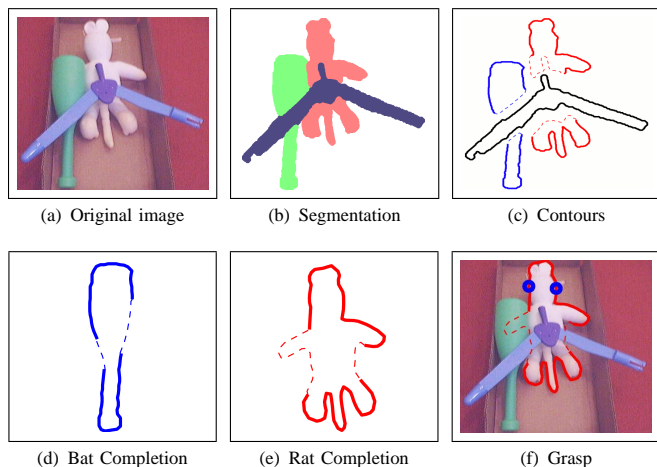 (a) Original image
(b) Segmentation
(c) Contours
(d) Bat Completion
(e) Rat Completion
(f) Grasp